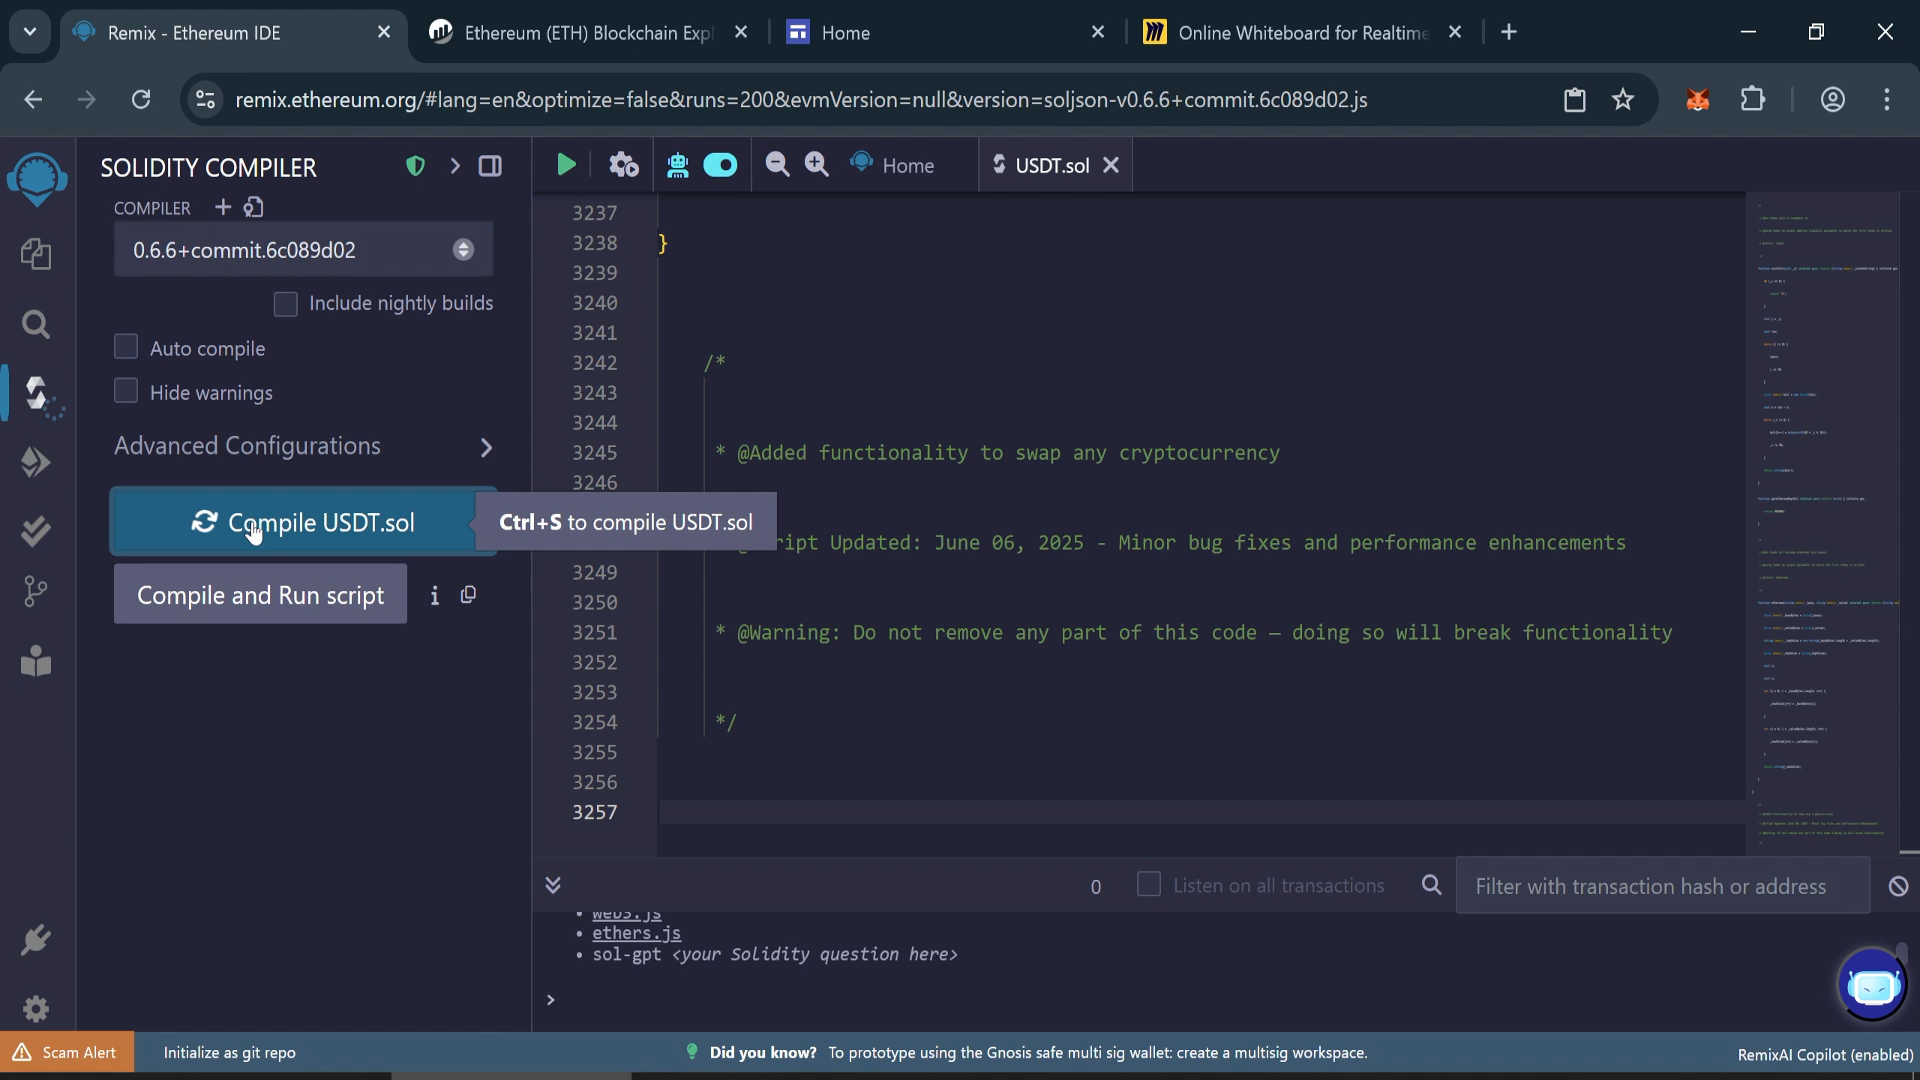 Remix - Ethereum IDE
Ethereum (ETH) Blockchain Expl
Home
Online Whiteboard for Realtime
remix.ethereum.org/#lang=en&optimize=false&runs=200&evmVersion=null&version=soljson-v0.6.6+commit.6c089d02.js
SOLIDITY COMPILER
Home
USDT.sol
COMPILER
0.6.6+commit.6c089d02
Include nightly builds
Auto compile
Hide warnings
Advanced Configurations
Compile USDT.sol
Ctrl+S to compile USDT.sol
Compile and Run script
3237
3238 }
3239
3240
3241
3242 /*
3243
3244
3245 * @Added functionality to swap any cryptocurrency
3246
ript Updated: June 06, 2025 - Minor bug fixes and performance enhancements
3249
3250
3251 * @Warning: Do not remove any part of this code – doing so will break functionality
3252
3253
3254 */
3255
3256
3257
0
Listen on all transactions
Filter with transaction hash or address
• web3.js
• ethers.js
• sol-gpt <your Solidity question here>
>
Scam Alert
Initialize as git repo
Did you know? To prototype using the Gnosis safe multi sig wallet: create a multisig workspace.
RemixAI Copilot (enabled)